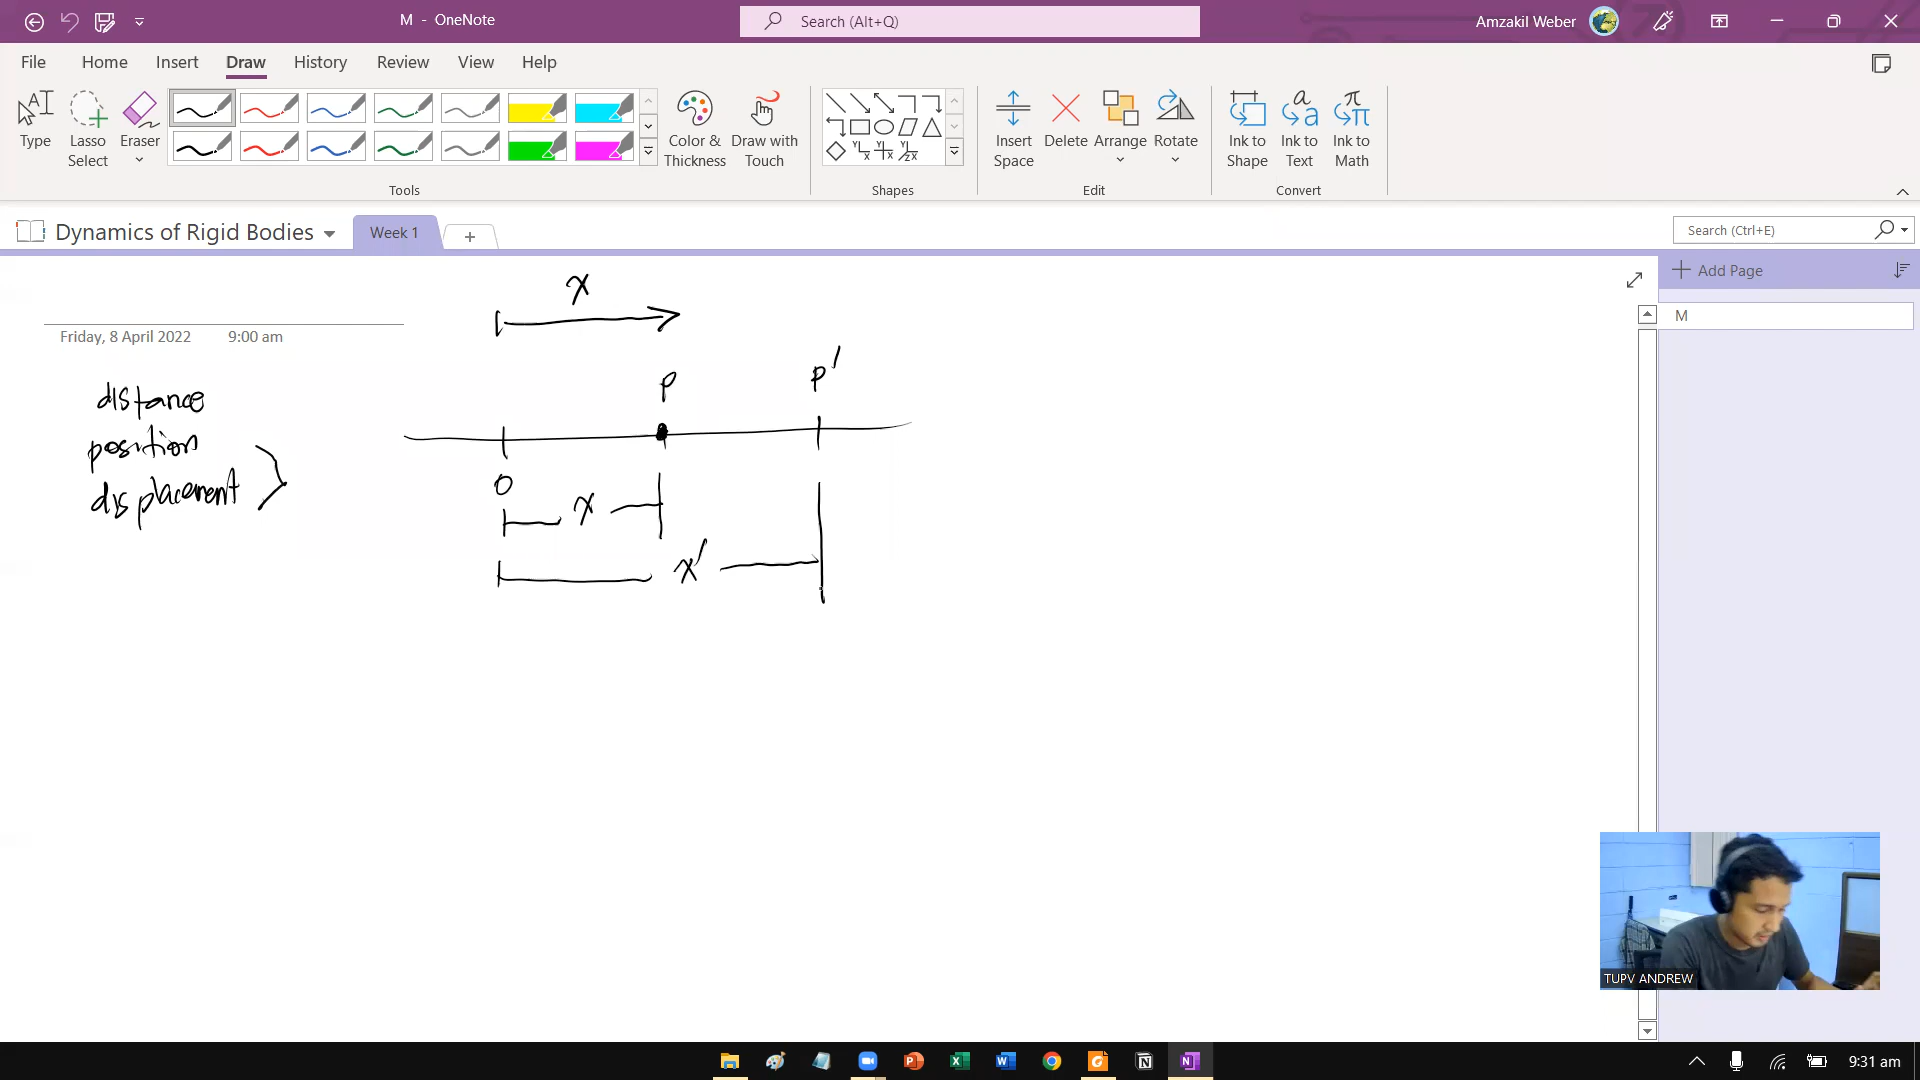 M - OneNote
Search (Alt+Q)
Amzakil Weber
File Home Insert Draw History Review View Help
Type
Lasso Select
Eraser
Color & Thickness
Draw with Touch
Insert Space
Delete
Arrange
Rotate
Ink to Shape
Ink to Text
Ink to Math
Tools
Shapes
Edit
Convert
Dynamics of Rigid Bodies
Week 1
Search (Ctrl+E)
Add Page
M
x
Friday, 8 April 2022 9:00 am
P P'
distance
position
displacement
O
x
x'
TUPV ANDREW
9:31 am